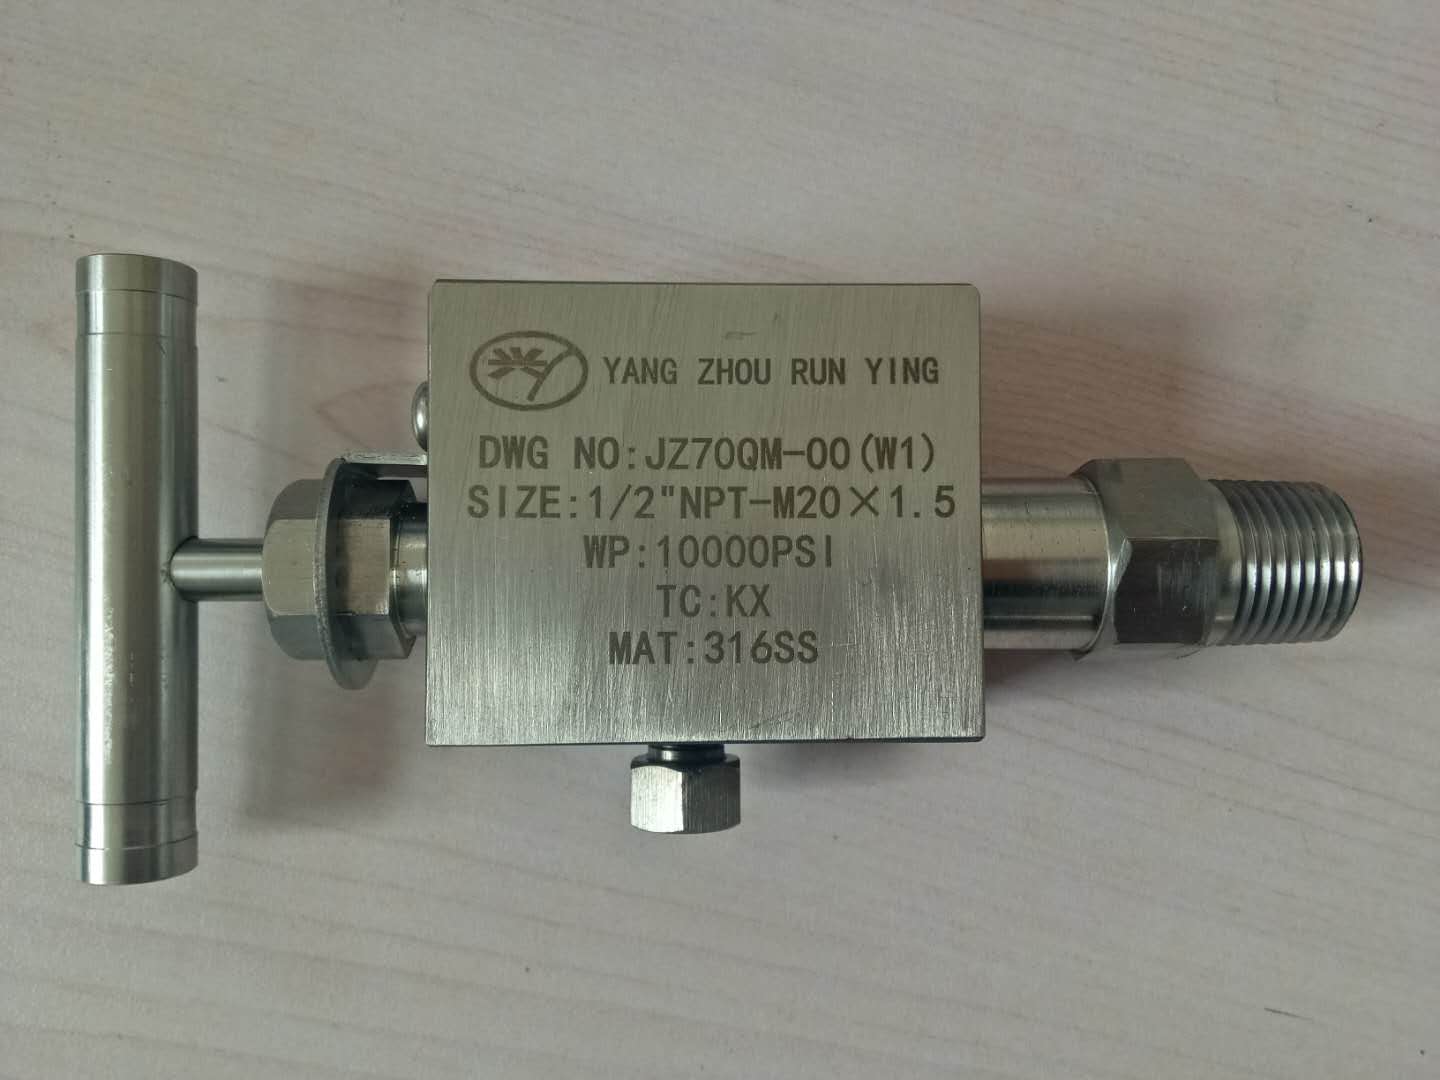 YANG ZHOU RUN YING
DWG NO:JZ70QM-00(W1)
SIZE:1/2"NPT-M20×1.5
WP:10000PSI
TC:KX
MAT:316SS